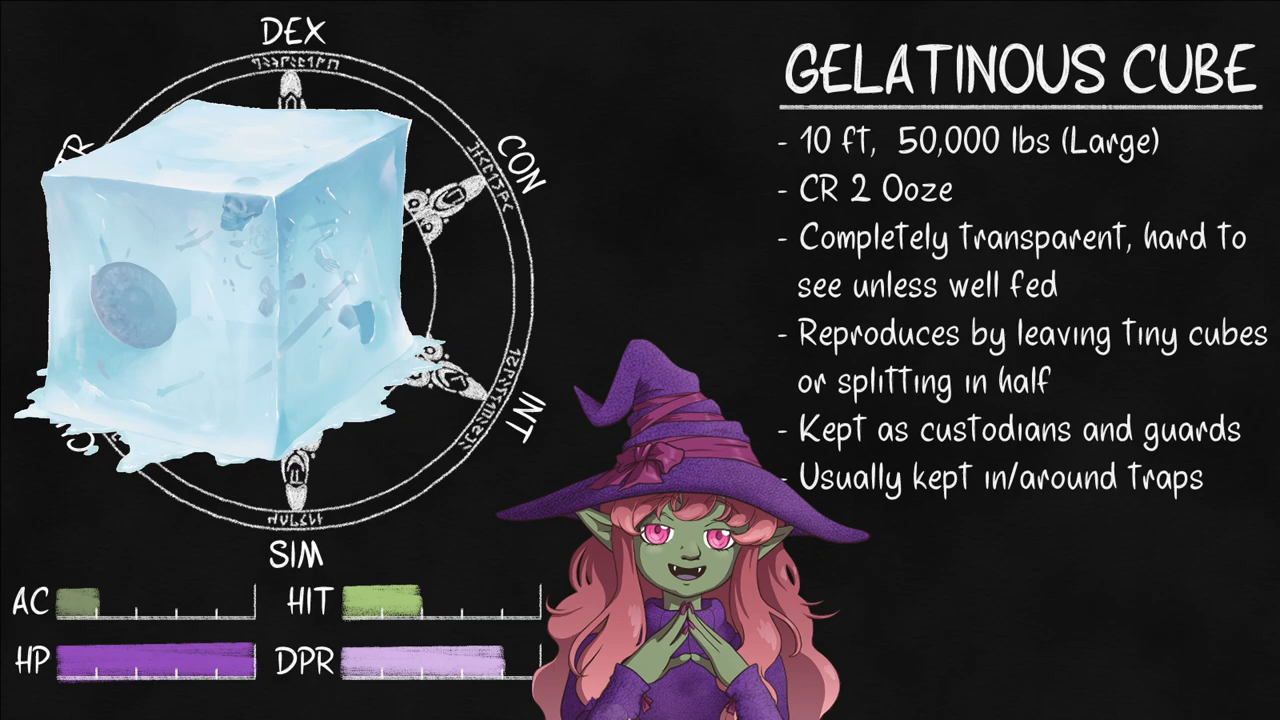 DEX
CON
INT
SIM
AC
HIT
HP
DPR
GELATINOUS CUBE
- 10 ft, 50,000 lbs (Large)
- CR 2 Ooze
- Completely transparent, hard to
see unless well fed
- Reproduces by leaving tiny cubes
or splitting in half
- Kept as custodians and guards
- Usually kept in/around traps